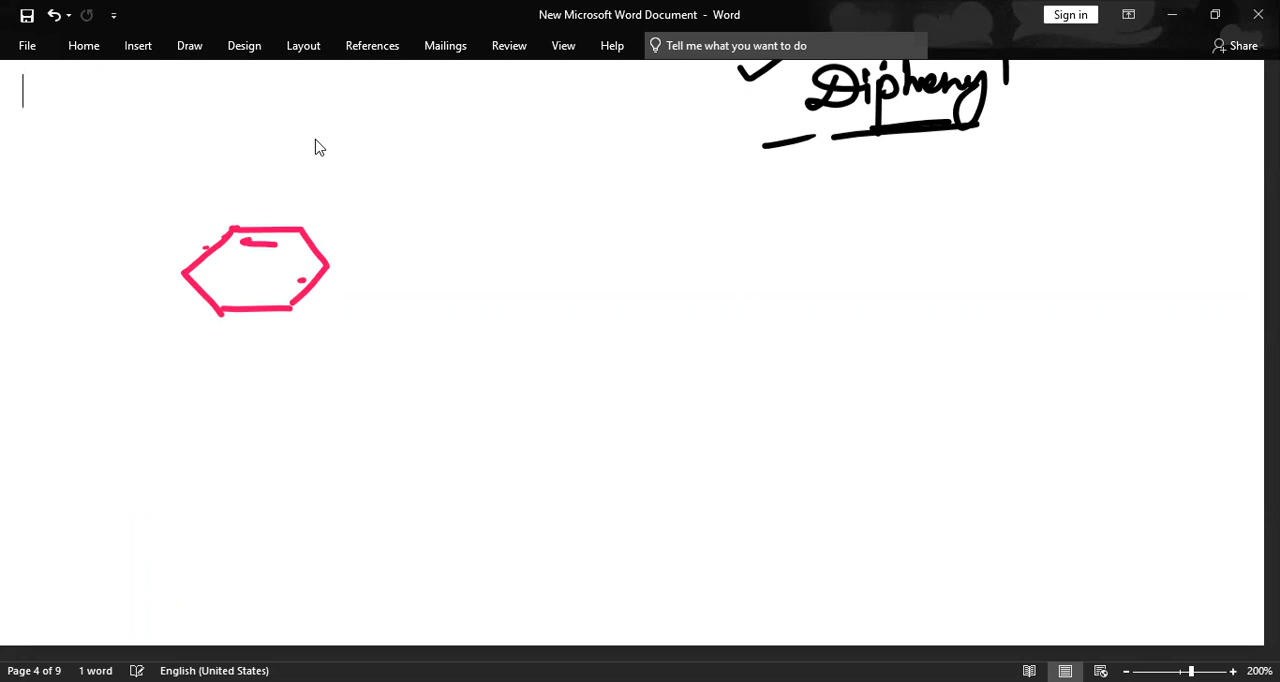 New Microsoft Word Document - Word
Sign in
File Home Insert Draw Design Layout References Mailings Review View Help Tell me what you want to do Share
Diphenyl
Page 4 of 9 1 word English (United States) 200%